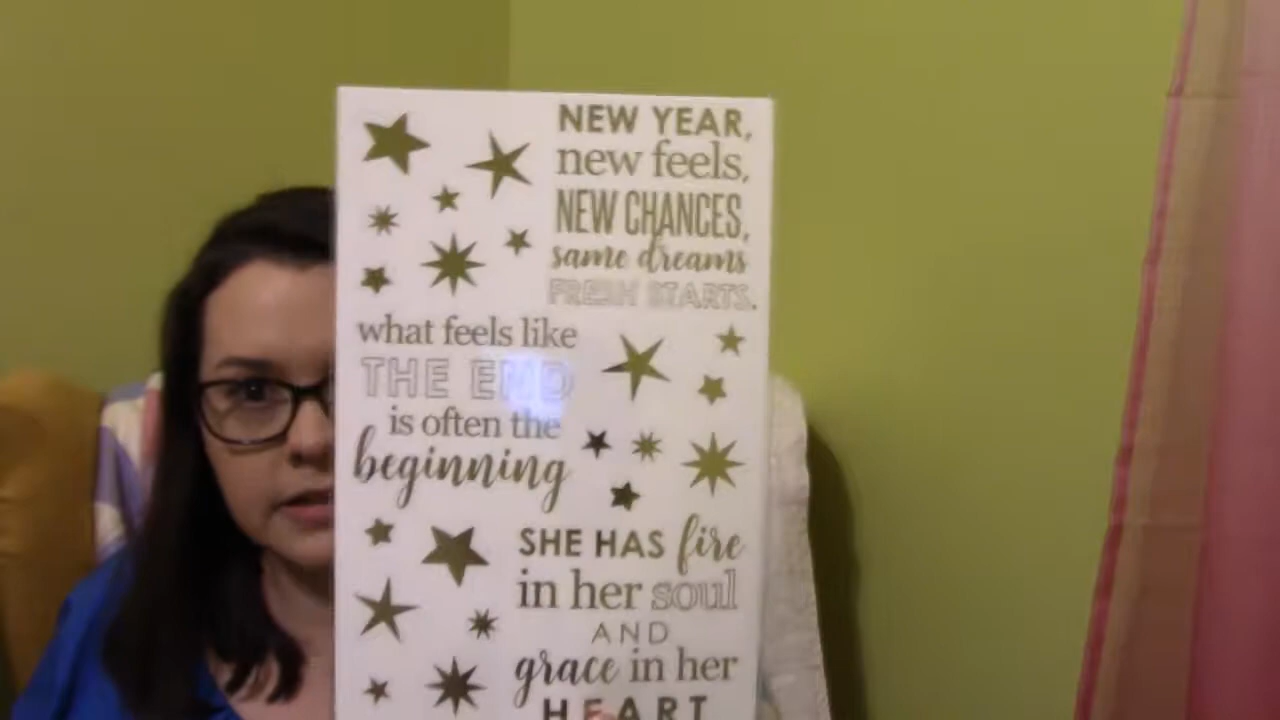 NEW YEAR,
new feels,
NEW CHANCES,
same dreams
FRESH STARTS.
what feels like
THE END
is often the
beginning
SHE HAS fire
in her soul
AND
grace in her
HEART